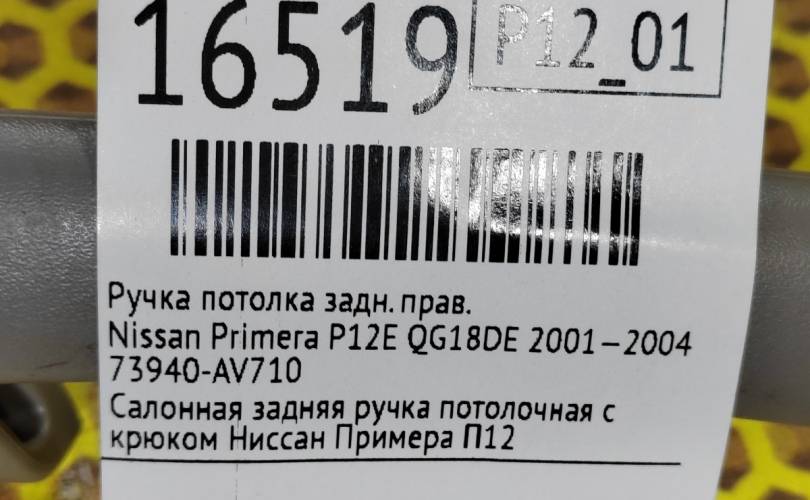 16519
P12_01
Ручка потолка задн. прав.
Nissan Primera P12E QG18DE 2001–2004
73940-AV710
Салонная задняя ручка потолочная с
крюком Ниссан Примера П12